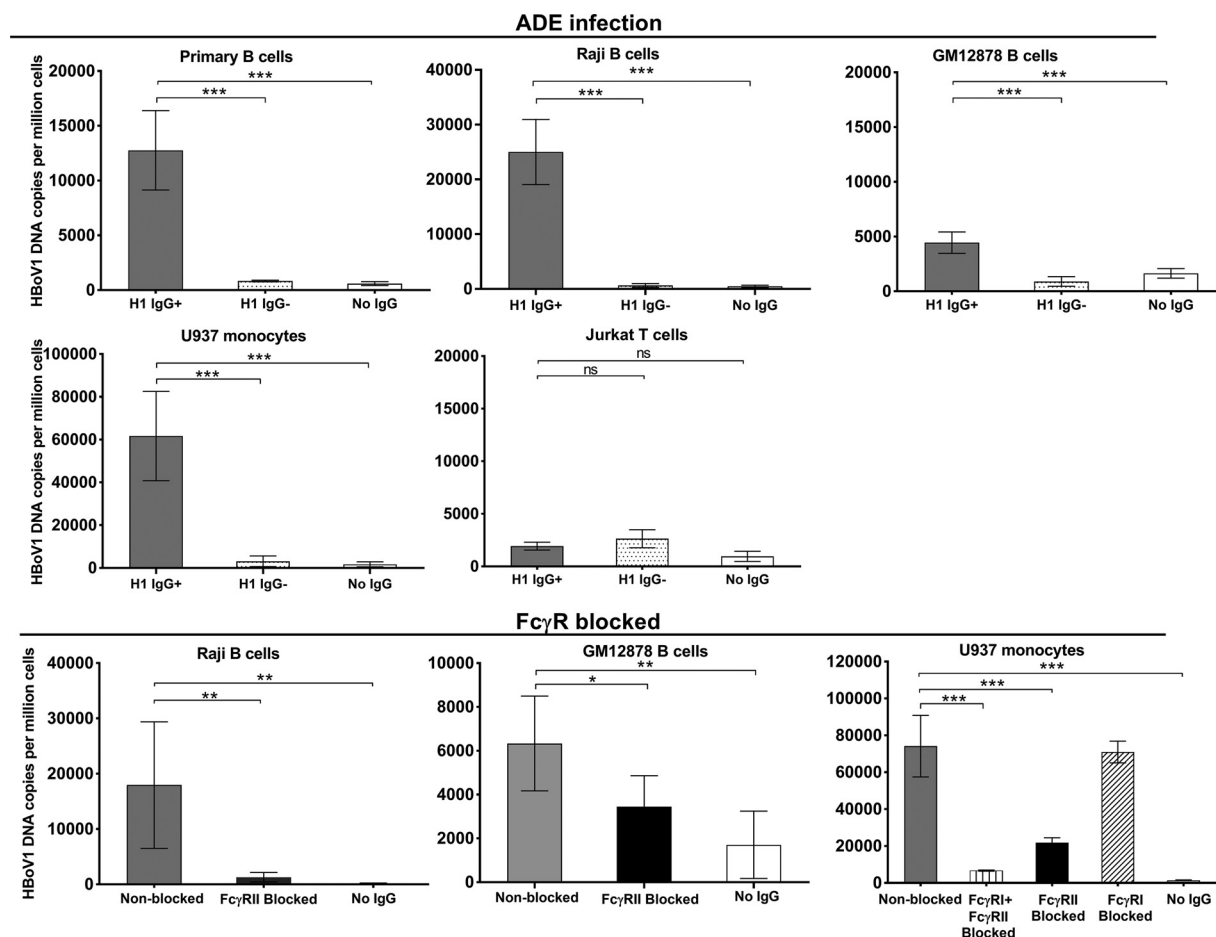 ADE infection
Primary B cells
HBoV1 DNA copies per million cells
20000
15000
10000
5000
0
***
***
H1 IgG+ H1 IgG- No IgG
Raji B cells
40000
30000
20000
10000
0
***
***
H1 IgG+ H1 IgG- No IgG
GM12878 B cells
20000
15000
10000
5000
0
***
***
H1 IgG+ H1 IgG- No IgG
U937 monocytes
HBoV1 DNA copies per million cells
100000
80000
60000
40000
20000
0
***
***
H1 IgG+ H1 IgG- No IgG
Jurkat T cells
20000
15000
10000
5000
0
ns
ns
H1 IgG+ H1 IgG- No IgG
FcγR blocked
Raji B cells
HBoV1 DNA copies per million cells
40000
30000
20000
10000
0
**
**
Non-blocked FcγRII Blocked No IgG
GM12878 B cells
10000
8000
6000
4000
2000
0
**
*
Non-blocked FcγRII Blocked No IgG
U937 monocytes
120000
100000
80000
60000
40000
20000
0
***
***
***
Non-blocked FcγRI+ FcγRII FcγRI No IgG
FcγRII Blocked Blocked
Blocked